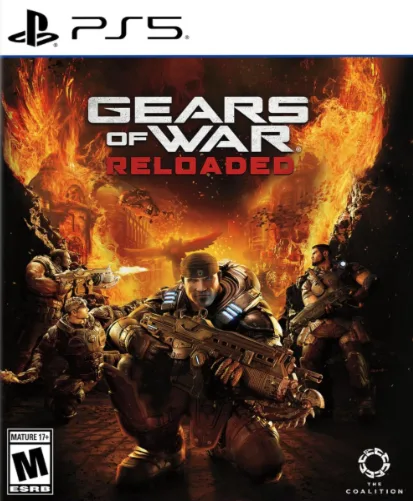 PS5
GEARS
OF WAR
RELOADED
MATURE 17+
M
ESRB
THE
COALITION